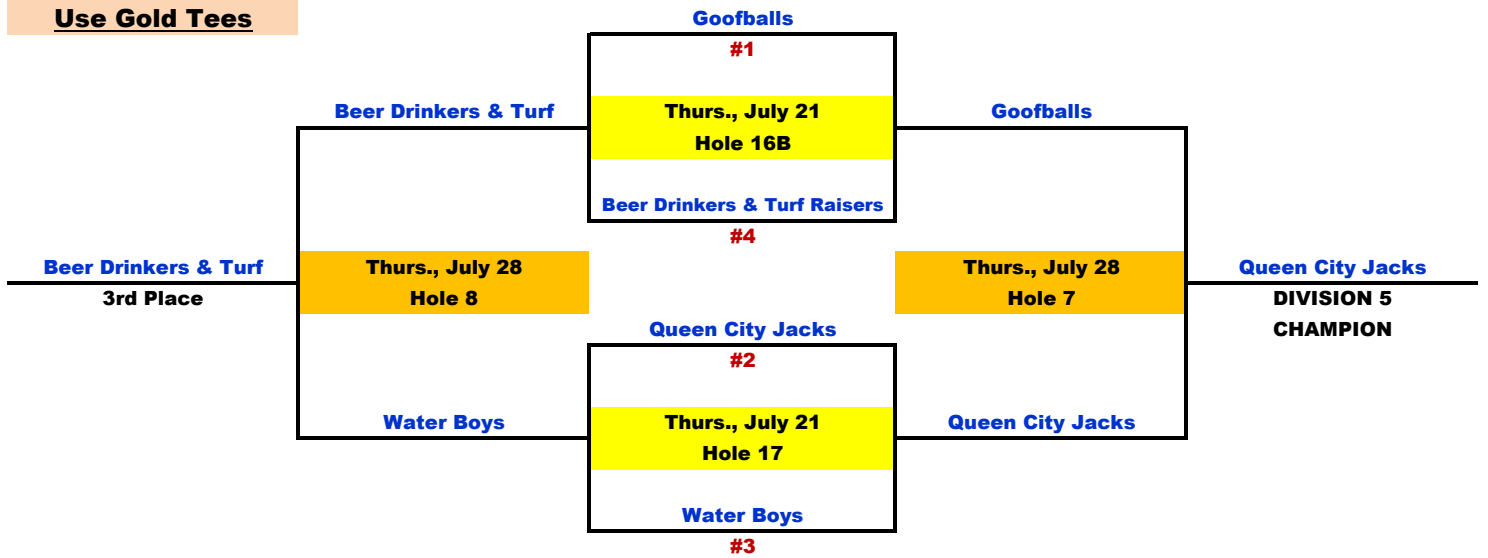 Use Gold Tees
Goofballs
#1
Beer Drinkers & Turf
Thurs., July 21
Goofballs
Hole 16B
Beer Drinkers & Turf Raisers
#4
Beer Drinkers & Turf
Thurs., July 28
Thurs., July 28
Queen City Jacks
3rd Place
Hole 8
Hole 7
DIVISION 5
Queen City Jacks
CHAMPION
#2
Water Boys
Thurs., July 21
Queen City Jacks
Hole 17
Water Boys
#3